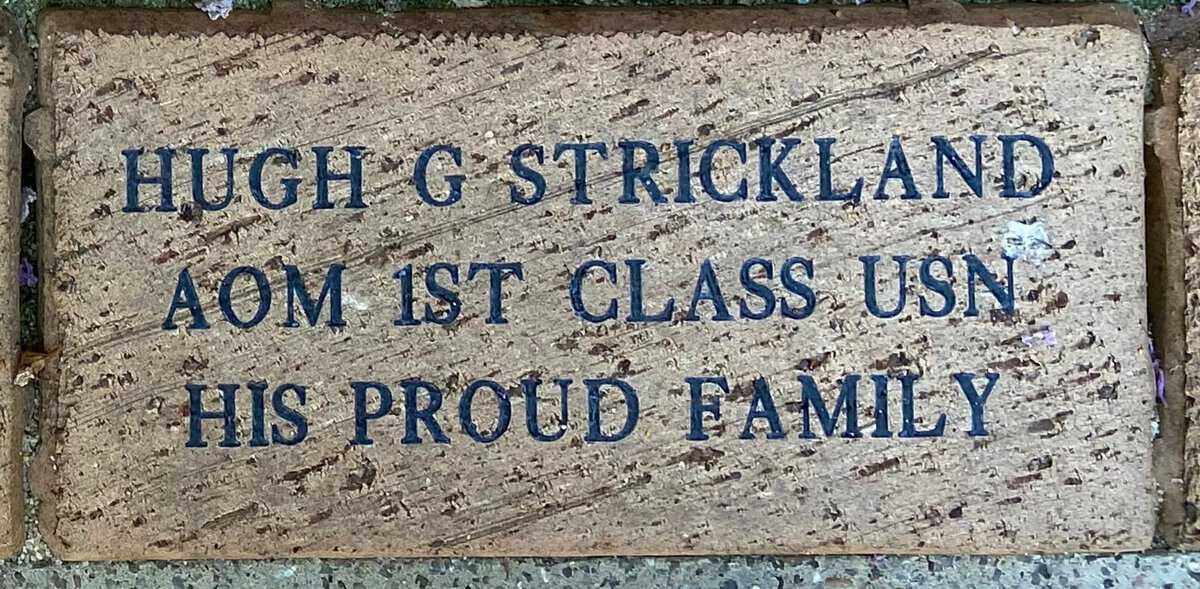 HUGH G STRICKLAND
AOM 1ST CLASS USN
HIS PROUD FAMILY